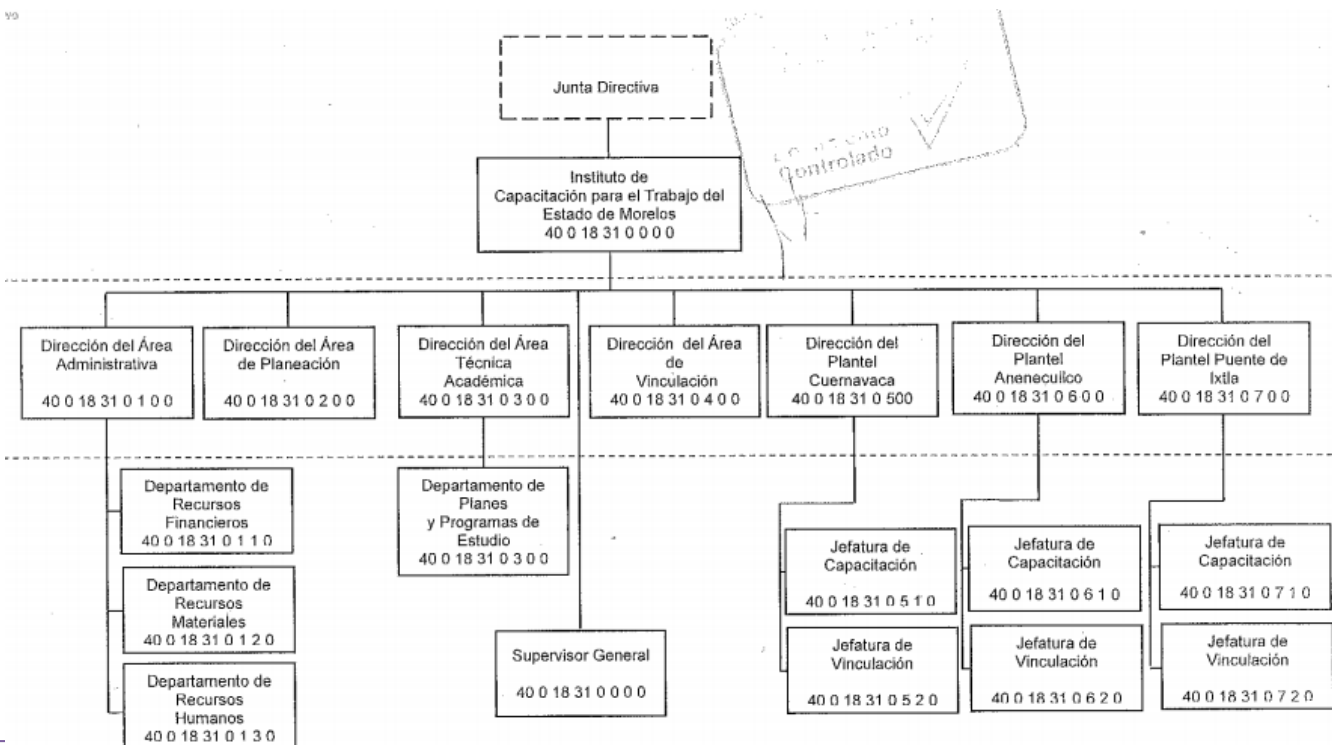 Junta Directiva
Controlado
Instituto de
Capacitación para el Trabajo del
Estado de Morelos
40 0 18 31 0 0 0 0
Dirección del Área
Administrativa
40 0 18 31 0 1 0 0
Dirección del Área
de Planeación
40 0 18 31 0 2 0 0
Dirección del Área
Técnica
Académica
40 0 18 31 0 3 0 0
Dirección del Área
de
Vinculación
40 0 18 31 0 4 0 0
Dirección del
Plantel
Cuernavaca
40 0 18 31 0 500
Dirección del
Plantel
Anenecuilco
40 0 18 31 0 6 0 0
Dirección del
Plantel Puente de
Ixtla
40 0 18 31 0 7 0 0
Departamento de
Recursos
Financieros
40 0 18 31 0 1 1 0
Departamento de
Recursos
Materiales
40 0 18 31 0 1 2 0
Departamento de
Recursos
Humanos
40 0 18 31 0 1 3 0
Departamento de
Planes
y Programas de
Estudio
40 0 18 31 0 3 0 0
Supervisor General
40 0 18 31 0 0 0 0
Jefatura de
Capacitación
40 0 18 31 0 5 1 0
Jefatura de
Vinculación
40 0 18 31 0 5 2 0
Jefatura de
Capacitación
40 0 18 31 0 6 1 0
Jefatura de
Vinculación
40 0 18 31 0 6 2 0
Jefatura de
Capacitación
40 0 18 31 0 7 1 0
Jefatura de
Vinculación
40 0 18 31 0 7 2 0